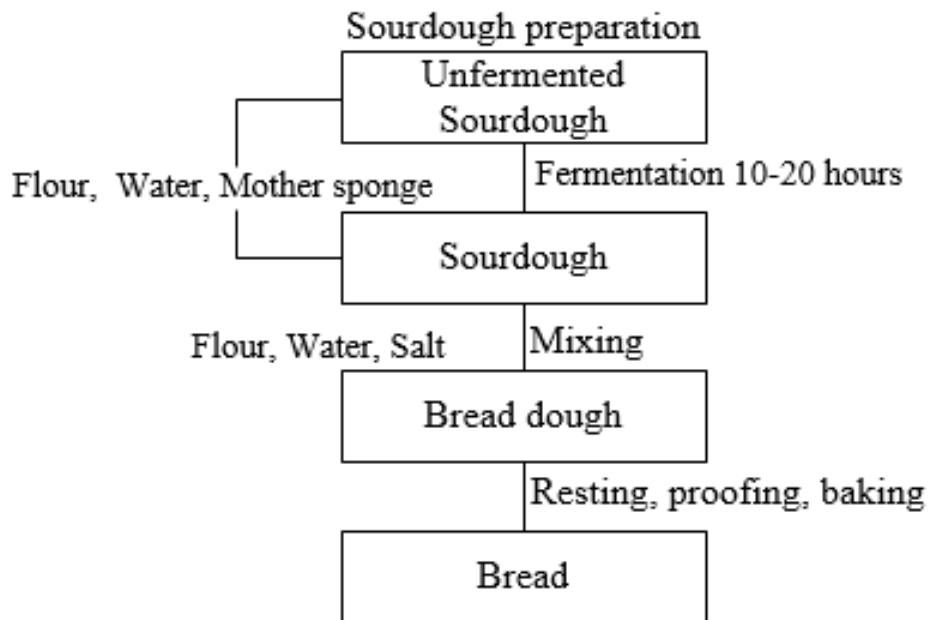 Sourdough preparation
Unfermented
Sourdough
Fermentation 10-20 hours
Flour, Water, Mother sponge
Sourdough
Flour, Water, Salt
Mixing
Bread dough
Resting, proofing, baking
Bread